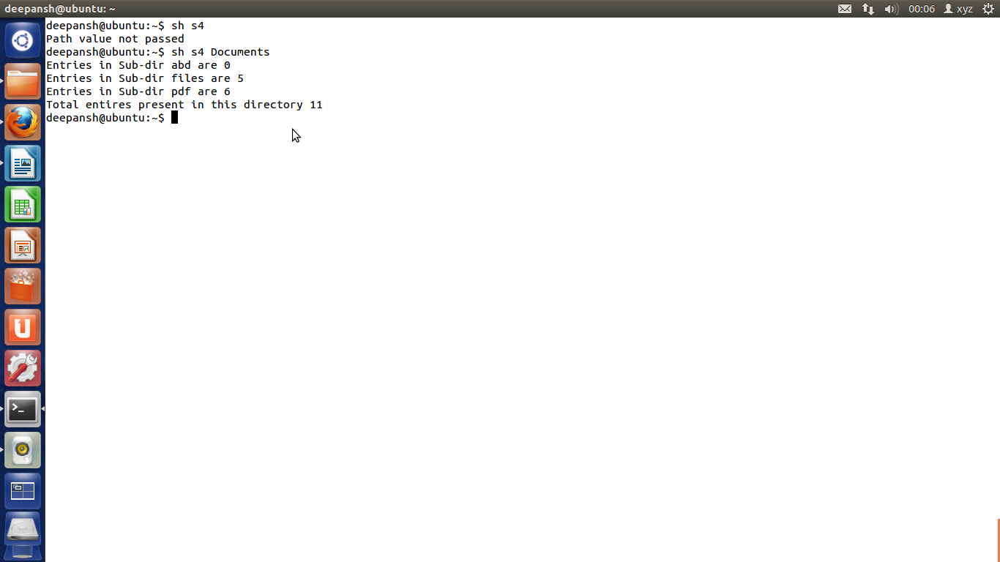 deepansh@ubuntu: ~
00:06
xyz
deepansh@ubuntu:~$ sh s4
Path value not passed
deepansh@ubuntu:~$ sh s4 Documents
Entries in Sub-dir abd are 0
Entries in Sub-dir files are 5
Entries in Sub-dir pdf are 6
Total entires present in this directory 11
deepansh@ubuntu:~$